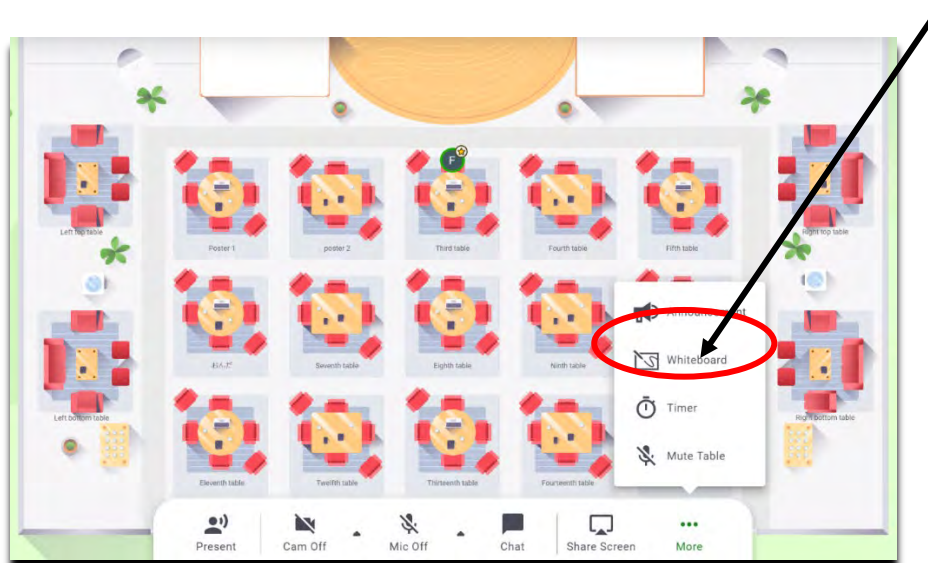 F
Left top table
Poster 1
poster 2
Third table
Fourth table
Fifth table
Right top table
Seventh table
Eighth table
Ninth table
Announcement
Whiteboard
Timer
Mute Table
Left bottom table
Right bottom table
Eleventh table
Twelfth table
Thirteenth table
Fourteenth table
Present
Cam Off
Mic Off
Chat
Share Screen
More